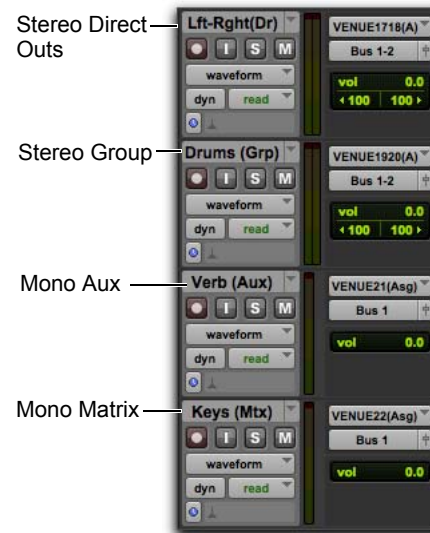 Stereo Direct
Outs
Lft-Rght(Dr)
VENUE1718(A)
I S M
Bus 1-2
waveform
vol 0.0
dyn read
100 100
Stereo Group
Drums (Grp)
VENUE1920(A)
I S M
Bus 1-2
waveform
vol 0.0
dyn read
100 100
Mono Aux
Verb (Aux)
VENUE21(Asg)
I S M
Bus 1
waveform
vol 0.0
dyn read
Mono Matrix
Keys (Mtx)
VENUE22(Asg)
I S M
Bus 1
waveform
vol 0.0
dyn read